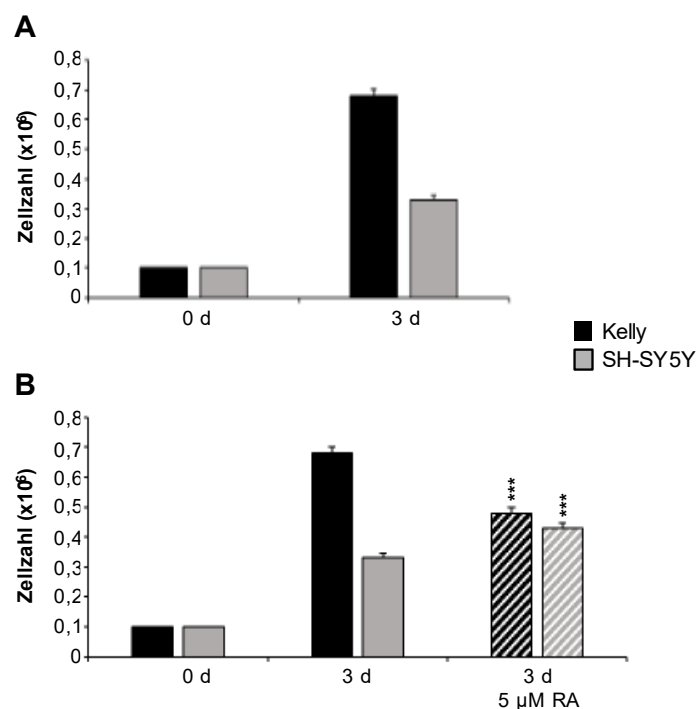 A
Zellzahl (x10⁶)
0,8
0,7
0,6
0,5
0,4
0,3
0,2
0,1
0
0 d
3 d
Kelly
SH-SY5Y
B
Zellzahl (x10⁶)
0,8
0,7
0,6
0,5
0,4
0,3
0,2
0,1
0
***
***
0 d
3 d
3 d
5 µM RA